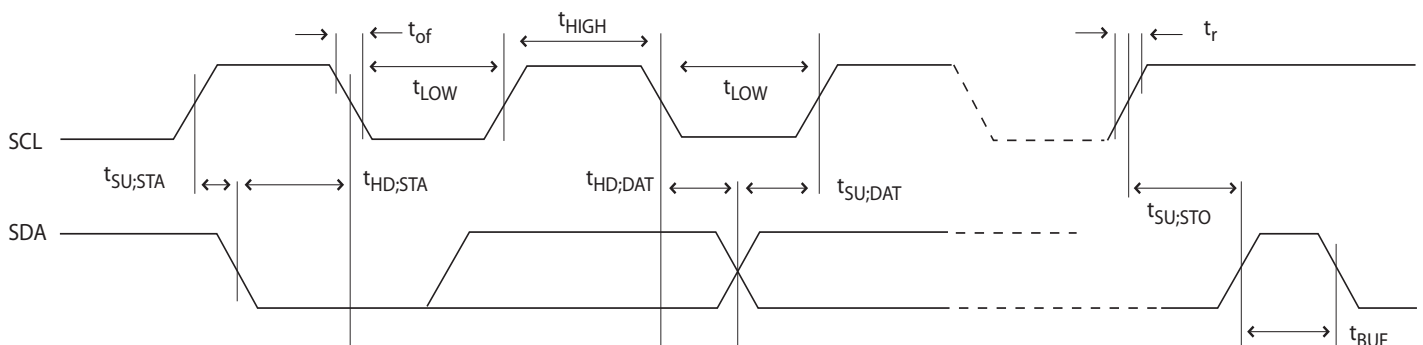 t_of
t_HIGH
t_r
t_LOW
t_LOW
SCL
t_SU;STA
t_HD;STA
t_HD;DAT
t_SU;DAT
t_SU;STO
SDA
t_BUF